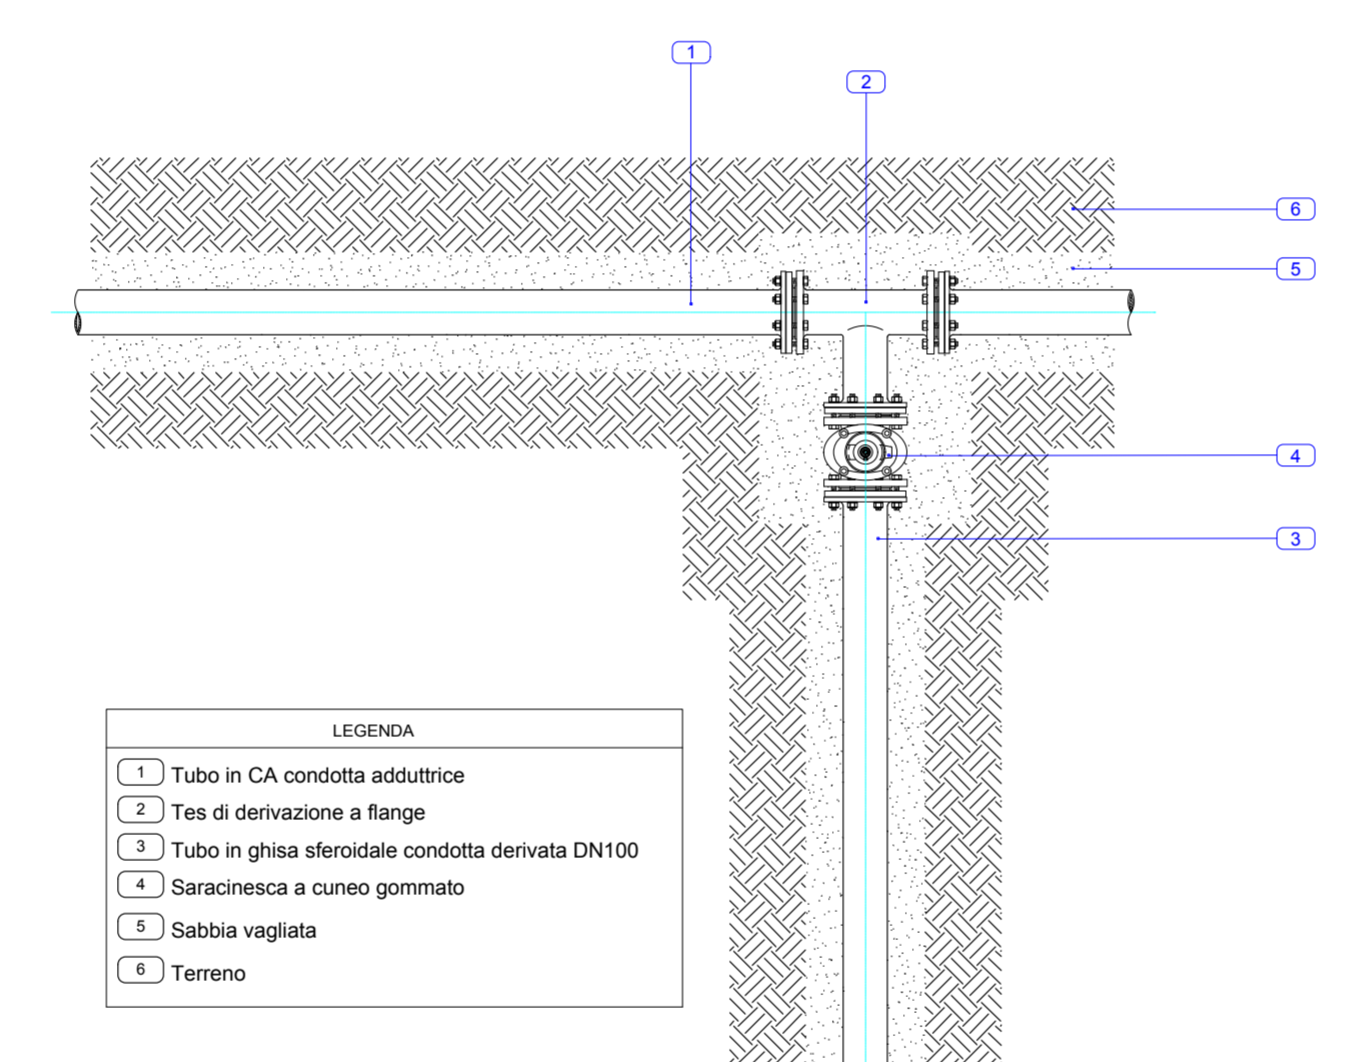 1
2
6
5
4
3
LEGENDA
1 Tubo in CA condotta adduttrice
2 Tes di derivazione a flange
3 Tubo in ghisa sferoidale condotta derivata DN100
4 Saracinesca a cuneo gommato
5 Sabbia vagliata
6 Terreno